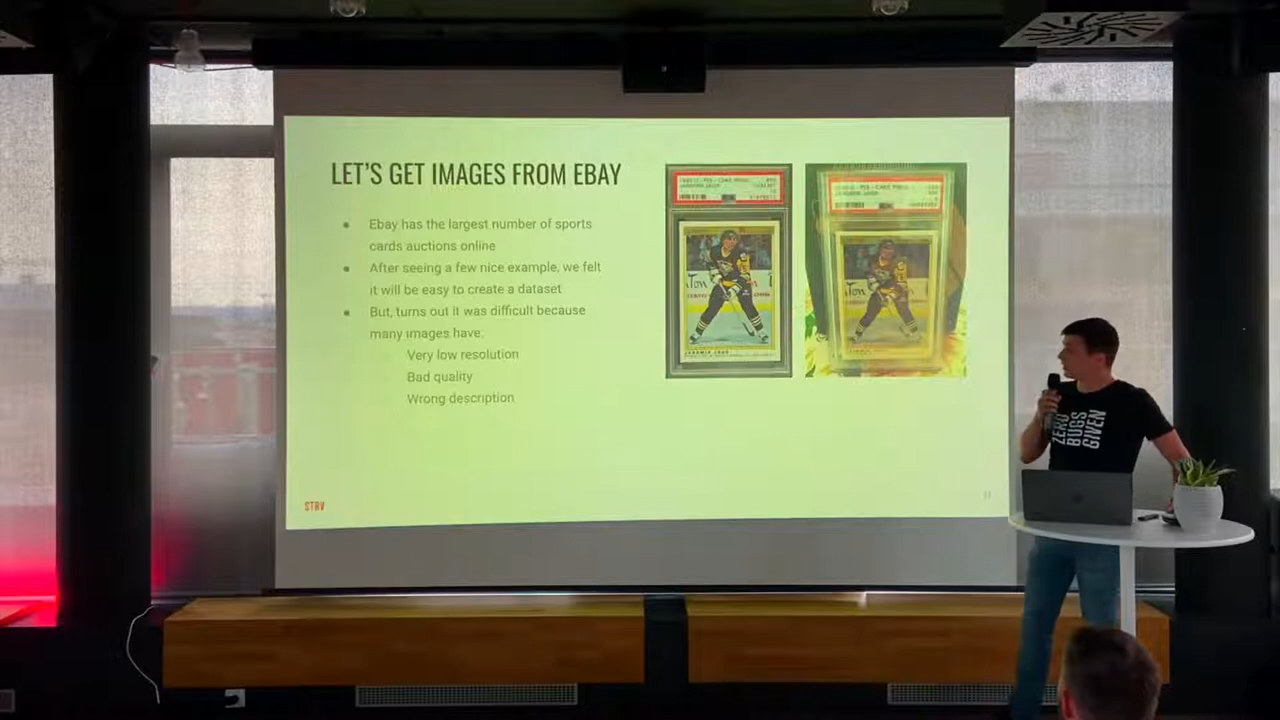 LET'S GET IMAGES FROM EBAY
Ebay has the largest number of sports
cards auctions online
After seeing a few nice example, we felt
it will be easy to create a dataset
But, turns out it was difficult because
many images have:
Very low resolution
Bad quality
Wrong description
STRV
JAROMIR JAGR
ZERO
BUGS
GIVEN